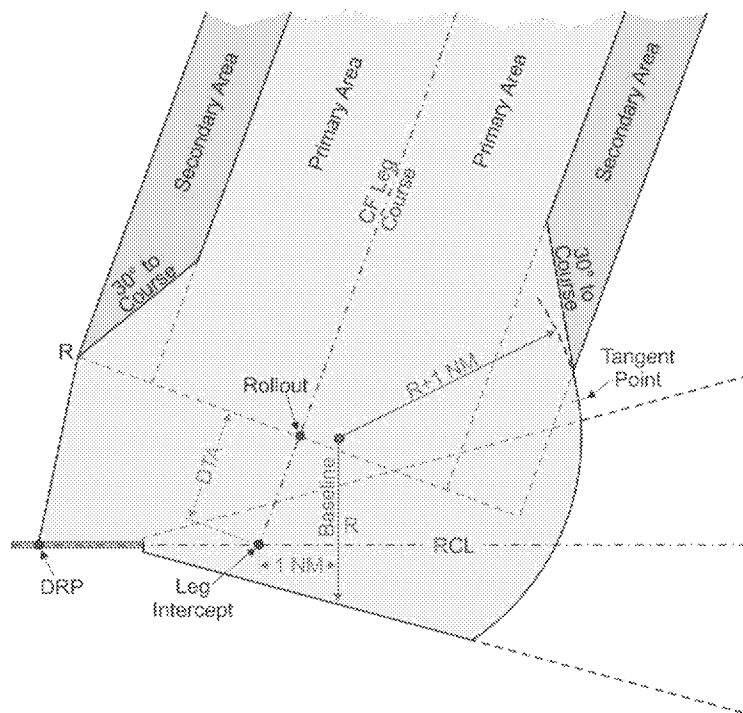 Secondary Area
Primary Area
CF Leg
Course
Primary Area
Secondary Area
30° to
Course
30° to
Course
R
R+1 NM
Tangent
Point
Rollout
DTA
Baseline
R
RCL
DRP
Leg
Intercept
1 NM